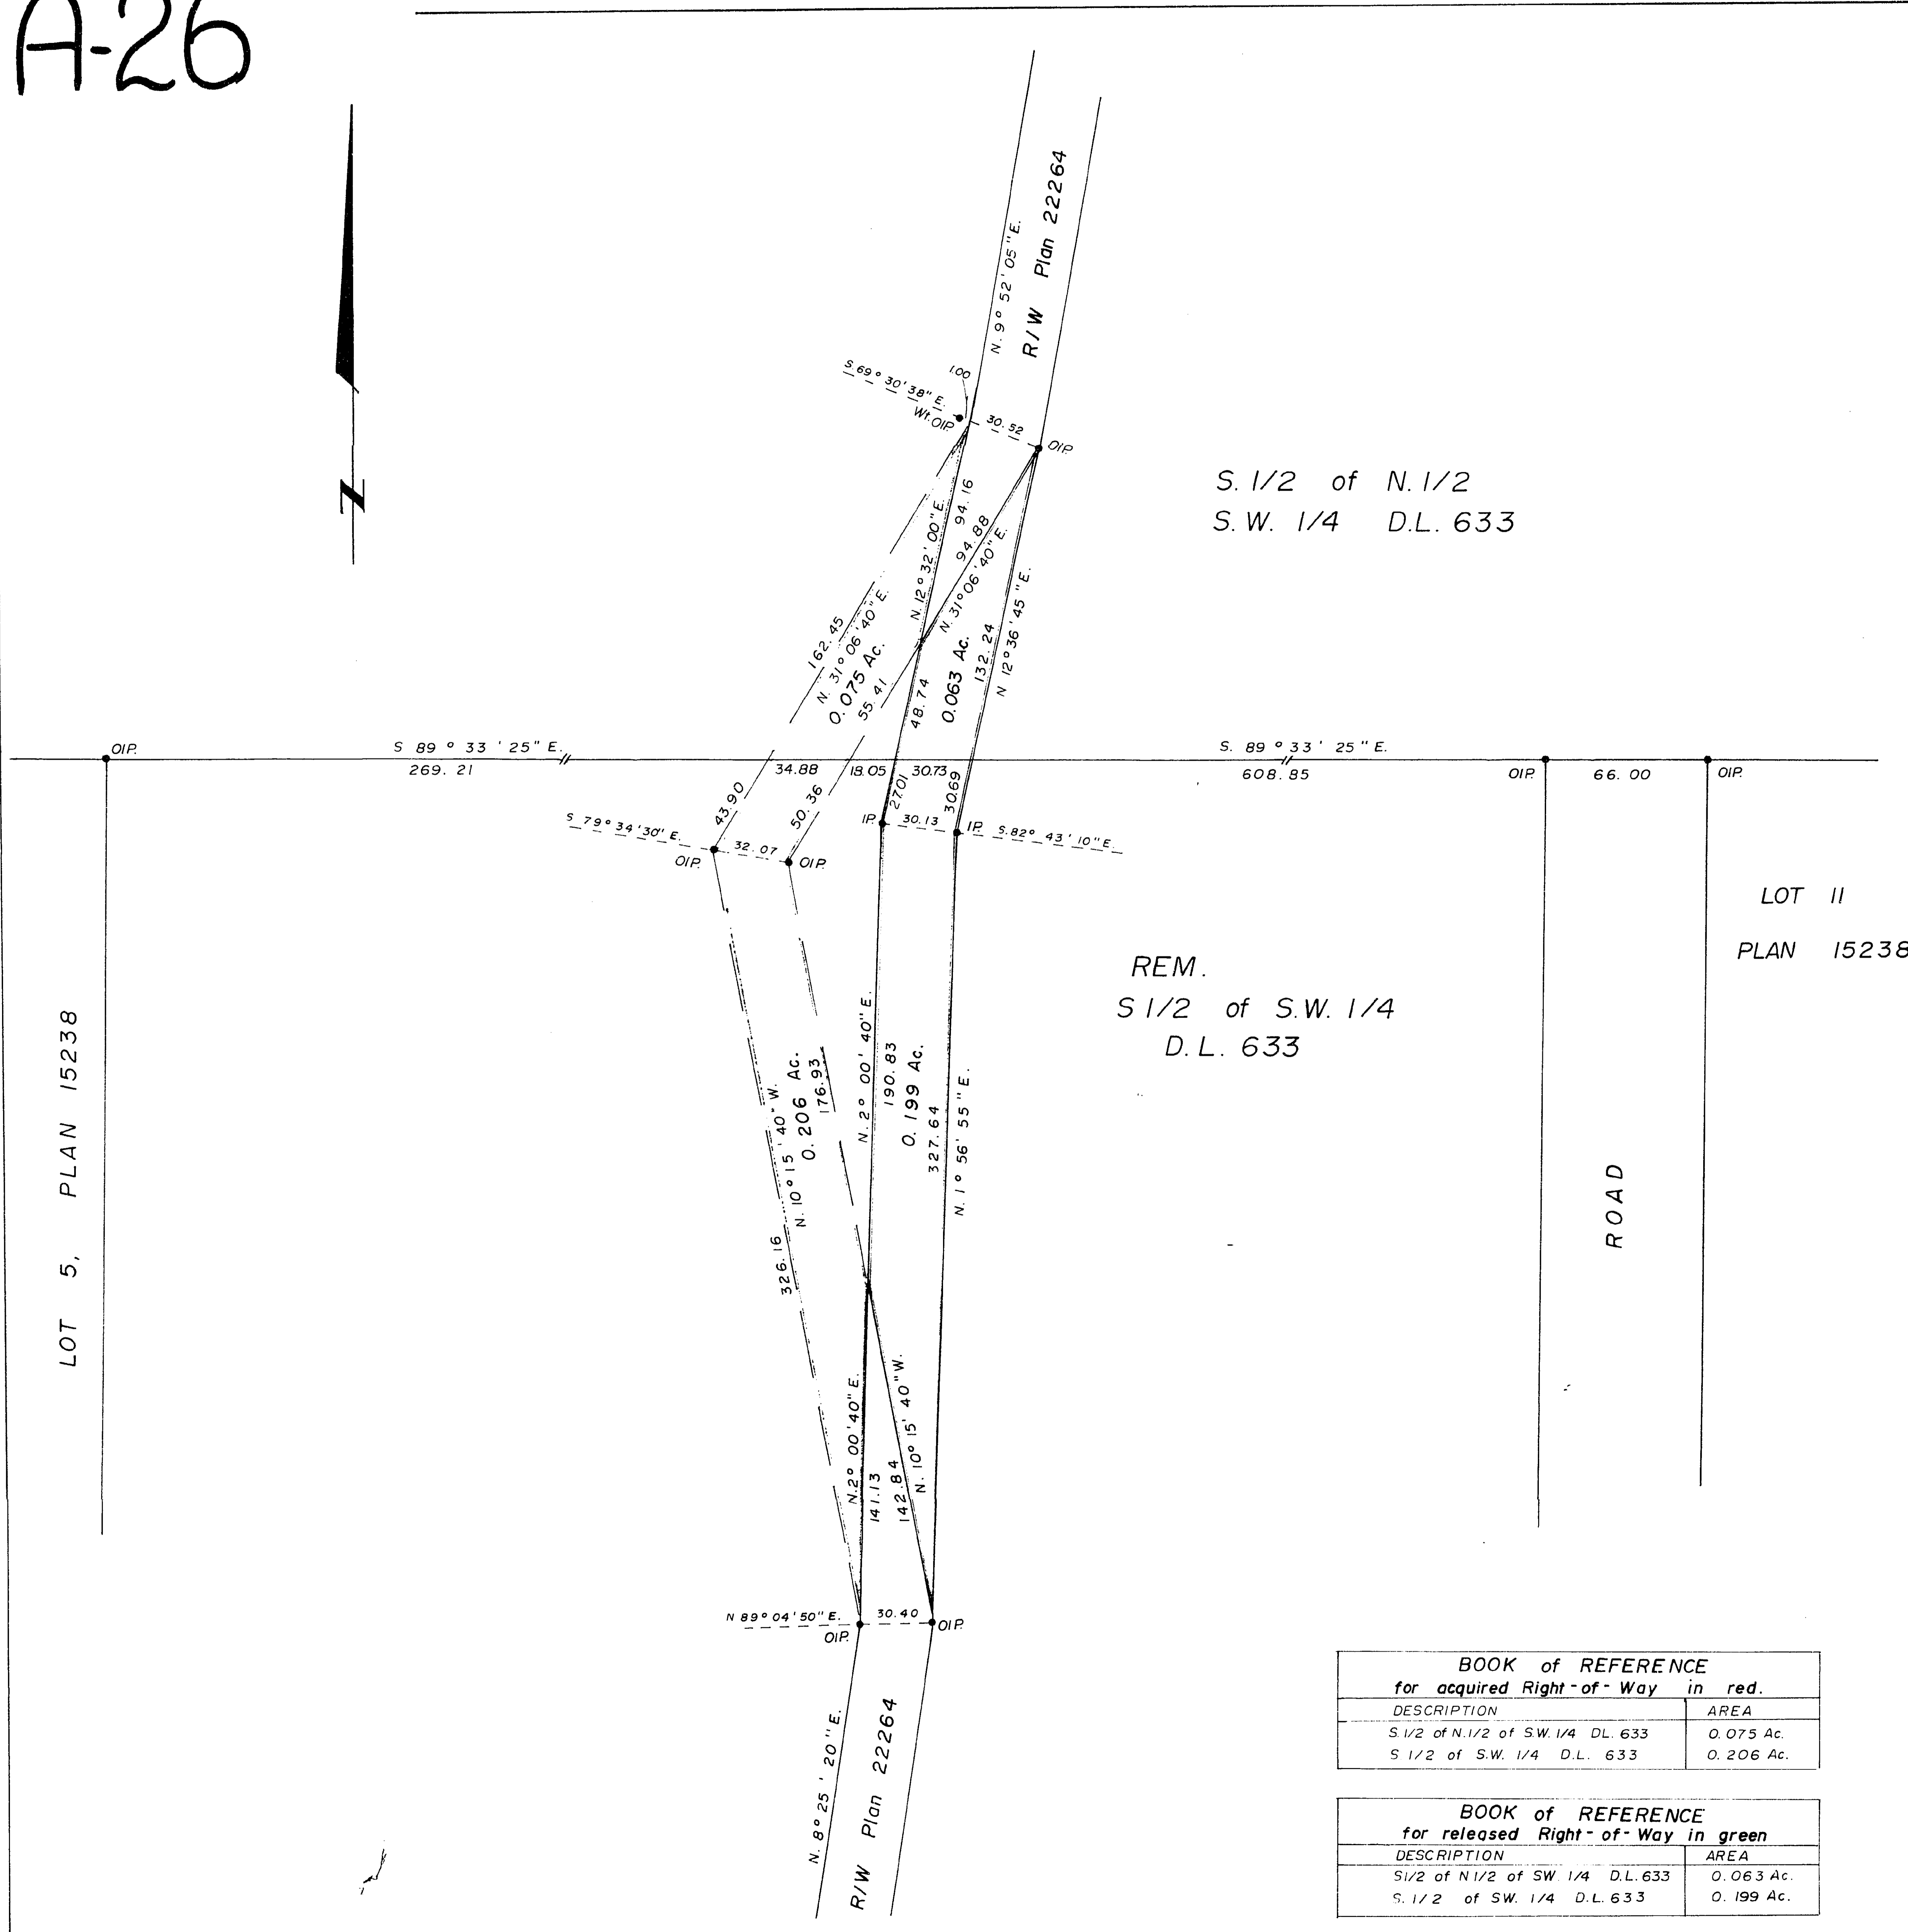 A-26
R/W Plan 22264
N. 9° 52' 05" E.
S. 69° 30' 38" E.
1.00
Wt. OIP.
30.52
OIP.
S. 1/2 of N. 1/2
S.W. 1/4 D.L. 633
N
94.16
N. 12° 32' 00" E.
94.88
N. 31° 06' 40" E.
162.45
N. 31° 06' 40" E.
0.075 Ac.
55.41
48.74
0.063 Ac.
132.24
N 12° 36' 45" E.
OIP.
S 89° 33' 25" E.
269.21
34.88
18.05
30.73
S. 89° 33' 25" E.
608.85
OIP.
66.00
OIP.
43.90
50.36
27.01
30.69
S 79° 34' 30" E.
32.07
OIP.
OIP.
IP.
30.13
IP.
S. 82° 43' 10" E.
LOT 11
PLAN 15238
REM.
S 1/2 of S.W. 1/4
D.L. 633
LOT 5, PLAN 15238
N. 10° 15' 40" W.
326.16
0.206 Ac.
176.93
N. 2° 00' 40" E.
190.83
0.199 Ac.
327.64
N. 1° 56' 55" E.
ROAD
N. 2° 00' 40" E.
141.13
142.84
N. 10° 15' 40" W.
N 89° 04' 50" E.
30.40
OIP.
OIP.
N. 8° 25' 20" E.
R/W Plan 22264
BOOK of REFERENCE
for acquired Right-of-Way in red.
DESCRIPTION AREA
S. 1/2 of N. 1/2 of S.W. 1/4 DL. 633 0.075 Ac.
S 1/2 of S.W. 1/4 D.L. 633 0.206 Ac.
BOOK of REFERENCE
for released Right-of-Way in green
DESCRIPTION AREA
S1/2 of N 1/2 of SW. 1/4 D.L. 633 0.063 Ac.
S. 1/2 of SW. 1/4 D.L. 633 0.199 Ac.